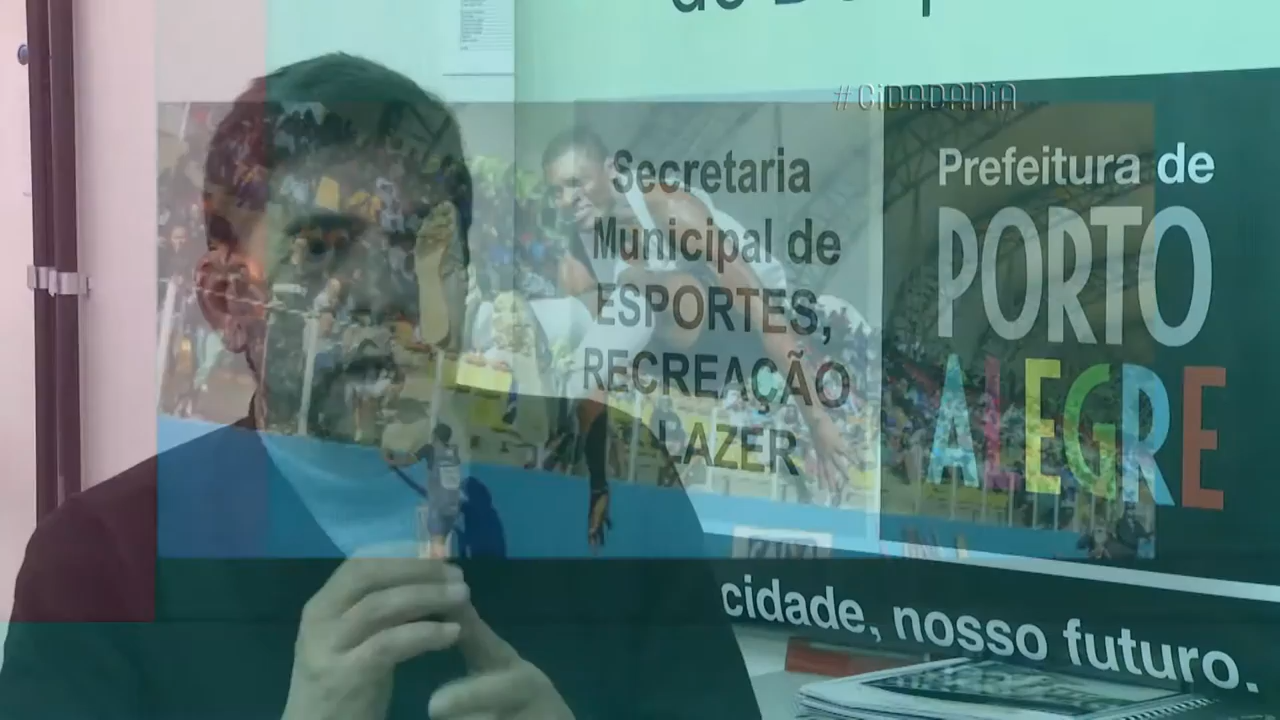 #CIDADANIA
Secretaria
Municipal de
ESPORTES,
RECREAÇÃO
LAZER
Prefeitura de
PORTO
ALEGRE
cidade, nosso futuro.